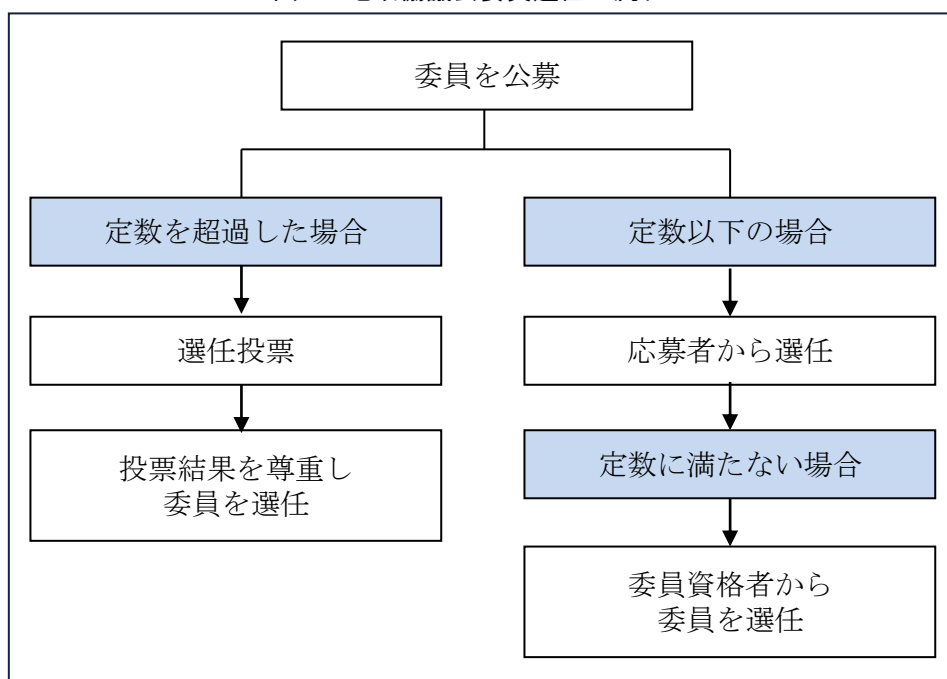 委員を公募
定数を超過した場合
選任投票
投票結果を尊重し
委員を選任
定数以下の場合
応募者から選任
定数に満たない場合
委員資格者から
委員を選任